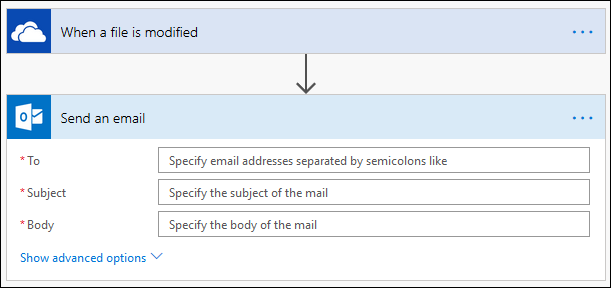 When a file is modified
...
Send an email
...
* To Specify email addresses separated by semicolons like
* Subject Specify the subject of the mail
* Body Specify the body of the mail
Show advanced options